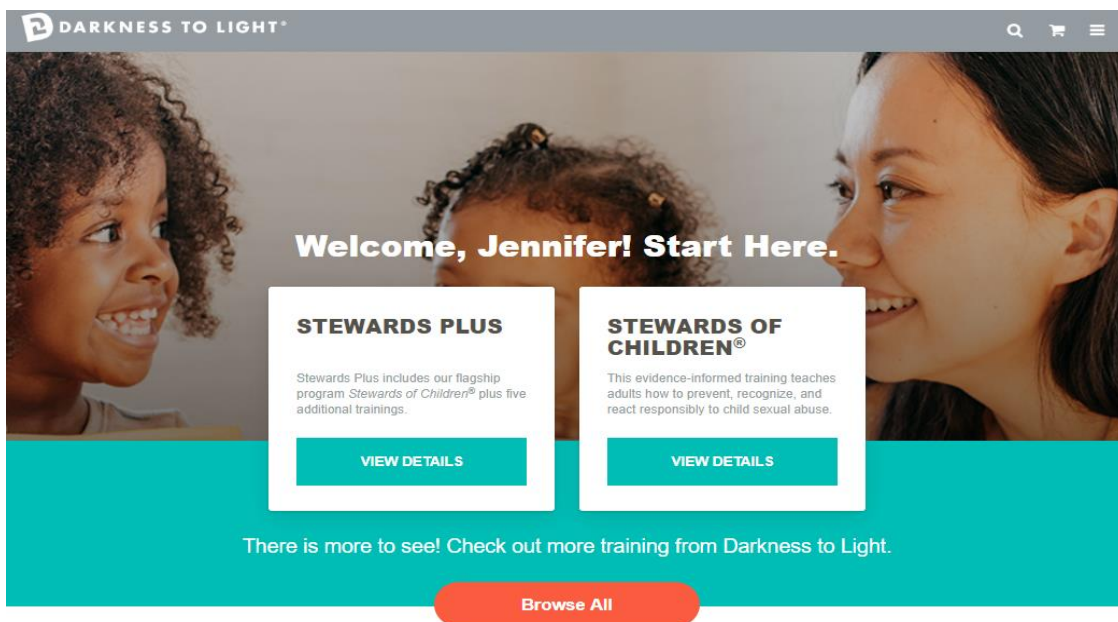 DARKNESS TO LIGHT®
Welcome, Jennifer! Start Here.
STEWARDS PLUS
Stewards Plus includes our flagship
program Stewards of Children® plus five
additional trainings.
VIEW DETAILS
STEWARDS OF
CHILDREN®
This evidence-informed training teaches
adults how to prevent, recognize, and
react responsibly to child sexual abuse.
VIEW DETAILS
There is more to see! Check out more training from Darkness to Light.
Browse All